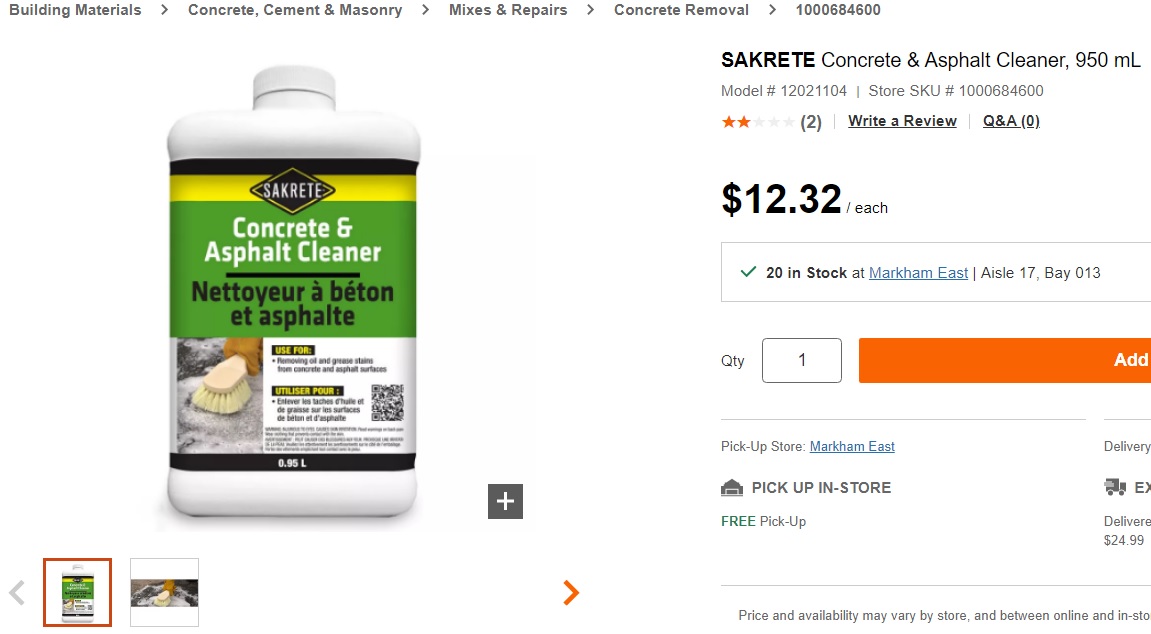 Building Materials > Concrete, Cement & Masonry > Mixes & Repairs > Concrete Removal > 1000684600
SAKRETE Concrete & Asphalt Cleaner, 950 mL
Model # 12021104 | Store SKU # 1000684600
(2) | Write a Review | Q&A (0)
$12.32 / each
20 in Stock at Markham East | Aisle 17, Bay 013
Qty 1 Add
Pick-Up Store: Markham East
Delivery
PICK UP IN-STORE
EX
FREE Pick-Up
Delivere
$24.99
Price and availability may vary by store, and between online and in-sto
SAKRETE
Concrete &
Asphalt Cleaner
Nettoyeur à béton
et asphalte
USE FOR:
• Removing oil and grease stains
from concrete and asphalt surfaces
UTILISER POUR :
• Enlever les taches d'huile et
de graisse sur les surfaces
de béton et d'asphalte
0.95 L